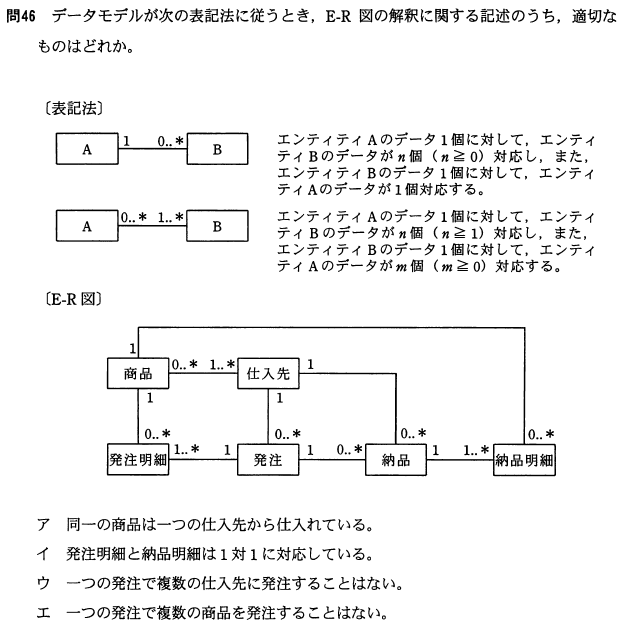 問46 データモデルが次の表記法に従うとき，E-R 図の解釈に関する記述のうち，適切な
ものはどれか。
〔表記法〕
A 1 0..* B
エンティティ A のデータ 1 個に対して，エンティ
ティ B のデータが n 個（n≧0）対応し，また，
エンティティ B のデータ 1 個に対して，エンティ
ティ A のデータが 1 個対応する。
A 0..* 1..* B
エンティティ A のデータ 1 個に対して，エンティ
ティ B のデータが n 個（n≧1）対応し，また，
エンティティ B のデータ 1 個に対して，エンティ
ティ A のデータが m 個（m≧0）対応する。
〔E-R 図〕
1
商品 0..* 1..* 仕入先 1
1 1
0..* 0..* 0..* 0..*
発注明細 1..* 1 発注 1 0..* 納品 1 1..* 納品明細
ア 同一の商品は一つの仕入先から仕入れている。
イ 発注明細と納品明細は 1 対 1 に対応している。
ウ 一つの発注で複数の仕入先に発注することはない。
エ 一つの発注で複数の商品を発注することはない。